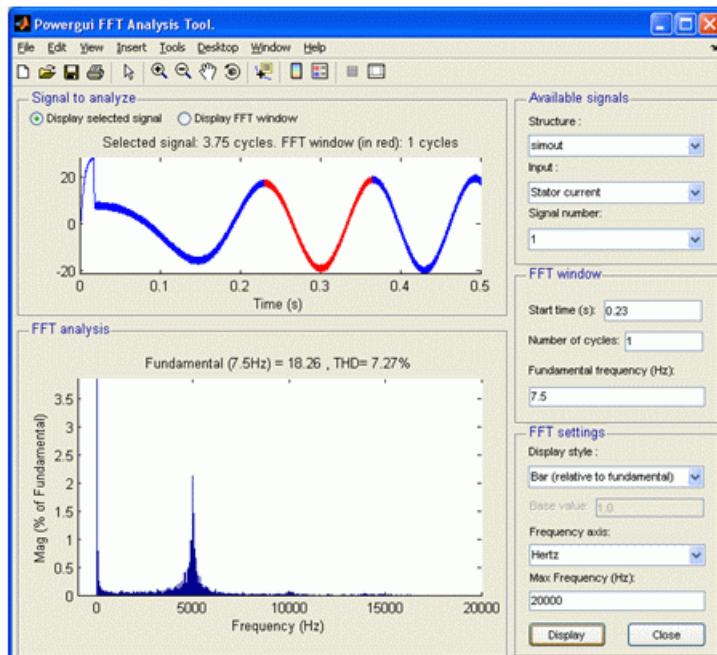 Powergui FFT Analysis Tool.
File Edit View Insert Tools Desktop Window Help
Signal to analyze
Display selected signal Display FFT window
Selected signal: 3.75 cycles. FFT window (in red): 1 cycles
20
0
-20
0 0.1 0.2 0.3 0.4 0.5
Time (s)
FFT analysis
Fundamental (7.5Hz) = 18.26 , THD= 7.27%
3.5
3
2.5
2
1.5
1
0.5
0
Mag (% of Fundamental)
0 5000 10000 15000 20000
Frequency (Hz)
Available signals
Structure :
simout
Input :
Stator current
Signal number:
1
FFT window
Start time (s): 0.23
Number of cycles: 1
Fundamental frequency (Hz):
7.5
FFT settings
Display style :
Bar (relative to fundamental)
Base value: 1.0
Frequency axis:
Hertz
Max Frequency (Hz):
20000
Display Close